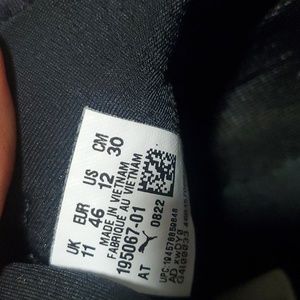 UK EUR US CM
11 46 12 30
MADE IN VIETNAM
FABRIQUE AU VIETNAM
195067-01
AT 0822